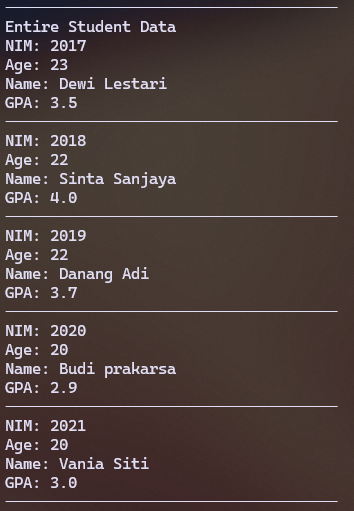 Entire Student Data
NIM: 2017
Age: 23
Name: Dewi Lestari
GPA: 3.5
NIM: 2018
Age: 22
Name: Sinta Sanjaya
GPA: 4.0
NIM: 2019
Age: 22
Name: Danang Adi
GPA: 3.7
NIM: 2020
Age: 20
Name: Budi prakarsa
GPA: 2.9
NIM: 2021
Age: 20
Name: Vania Siti
GPA: 3.0